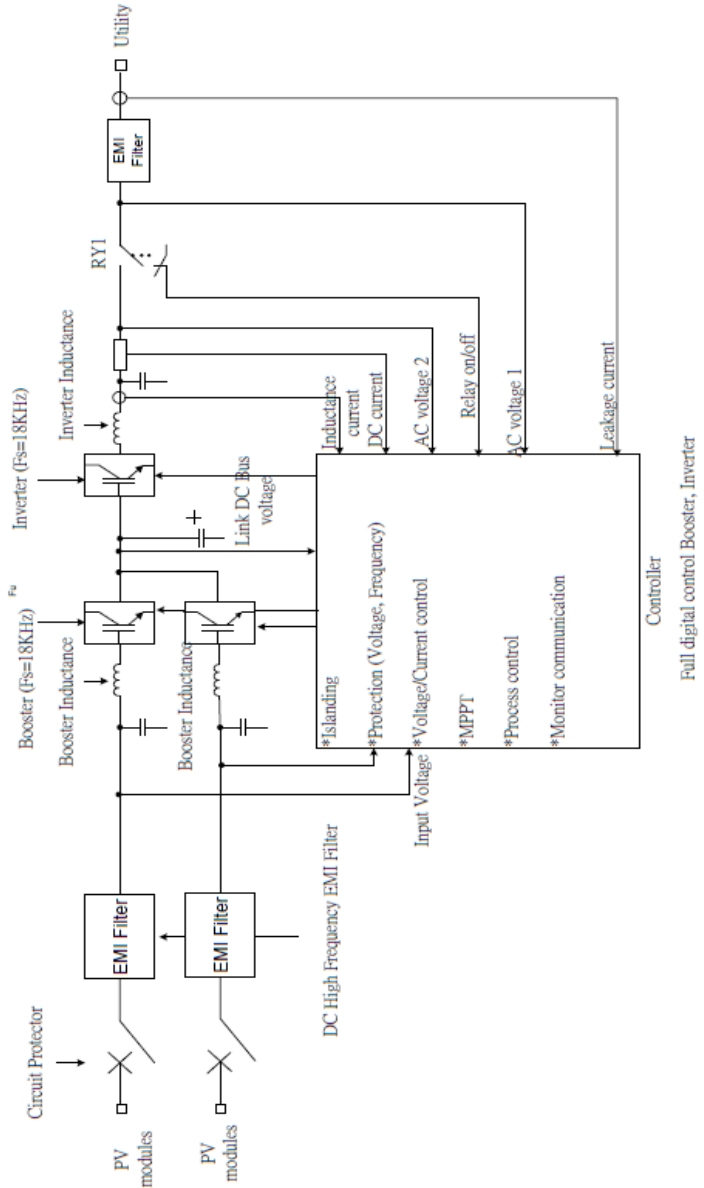 Circuit Protector
PV
modules
PV
modules
EMI Filter
EMI Filter
DC High Frequency EMI Filter
Booster (Fs=18KHz)
Fu
Booster Inductance
Booster Inductance
Input Voltage
Inverter (Fs=18KHz)
Inverter Inductance
Link DC Bus
voltage
RY1
EMI
Filter
Utility
*Islanding
*Protection (Voltage, Frequency)
*Voltage/Current control
*MPPT
*Process control
*Monitor communication
Inductance
current
DC current
AC voltage 2
Relay on/off
AC voltage 1
Leakage current
Controller
Full digital control Booster, Inverter